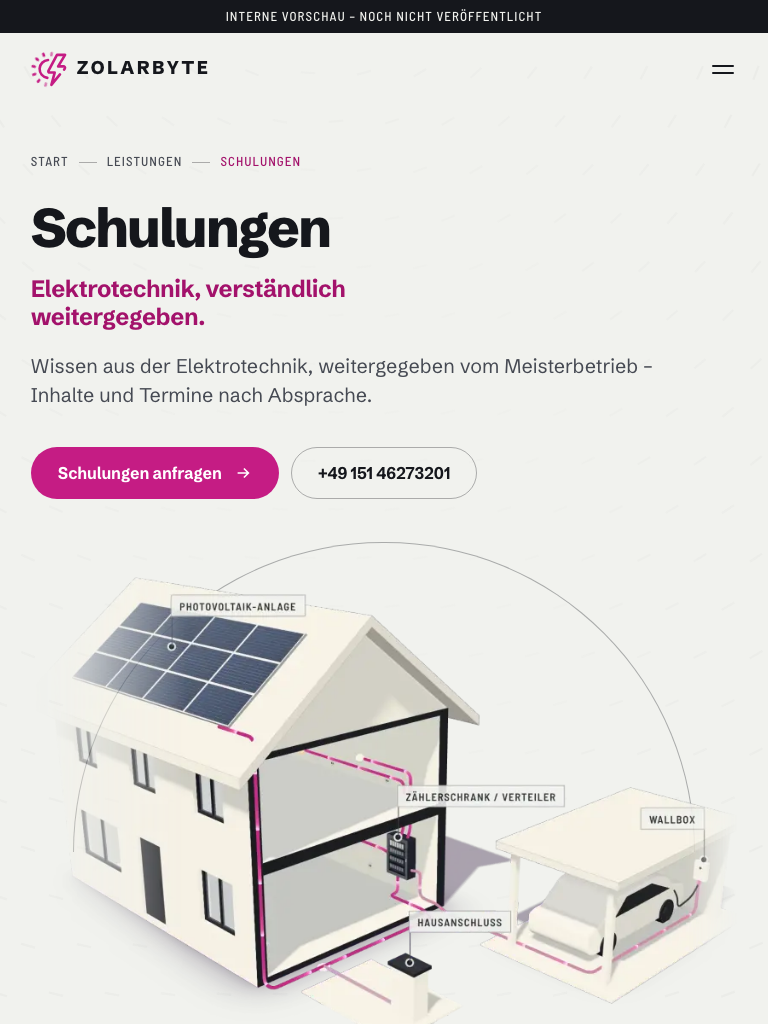 INTERNE VORSCHAU – NOCH NICHT VERÖFFENTLICHT
ZOLARBYTE
START — LEISTUNGEN — SCHULUNGEN
Schulungen
Elektrotechnik, verständlich
weitergegeben.
Wissen aus der Elektrotechnik, weitergegeben vom Meisterbetrieb –
Inhalte und Termine nach Absprache.
Schulungen anfragen →
+49 151 46273201
PHOTOVOLTAIK-ANLAGE
ZÄHLERSCHRANK / VERTEILER
WALLBOX
HAUSANSCHLUSS